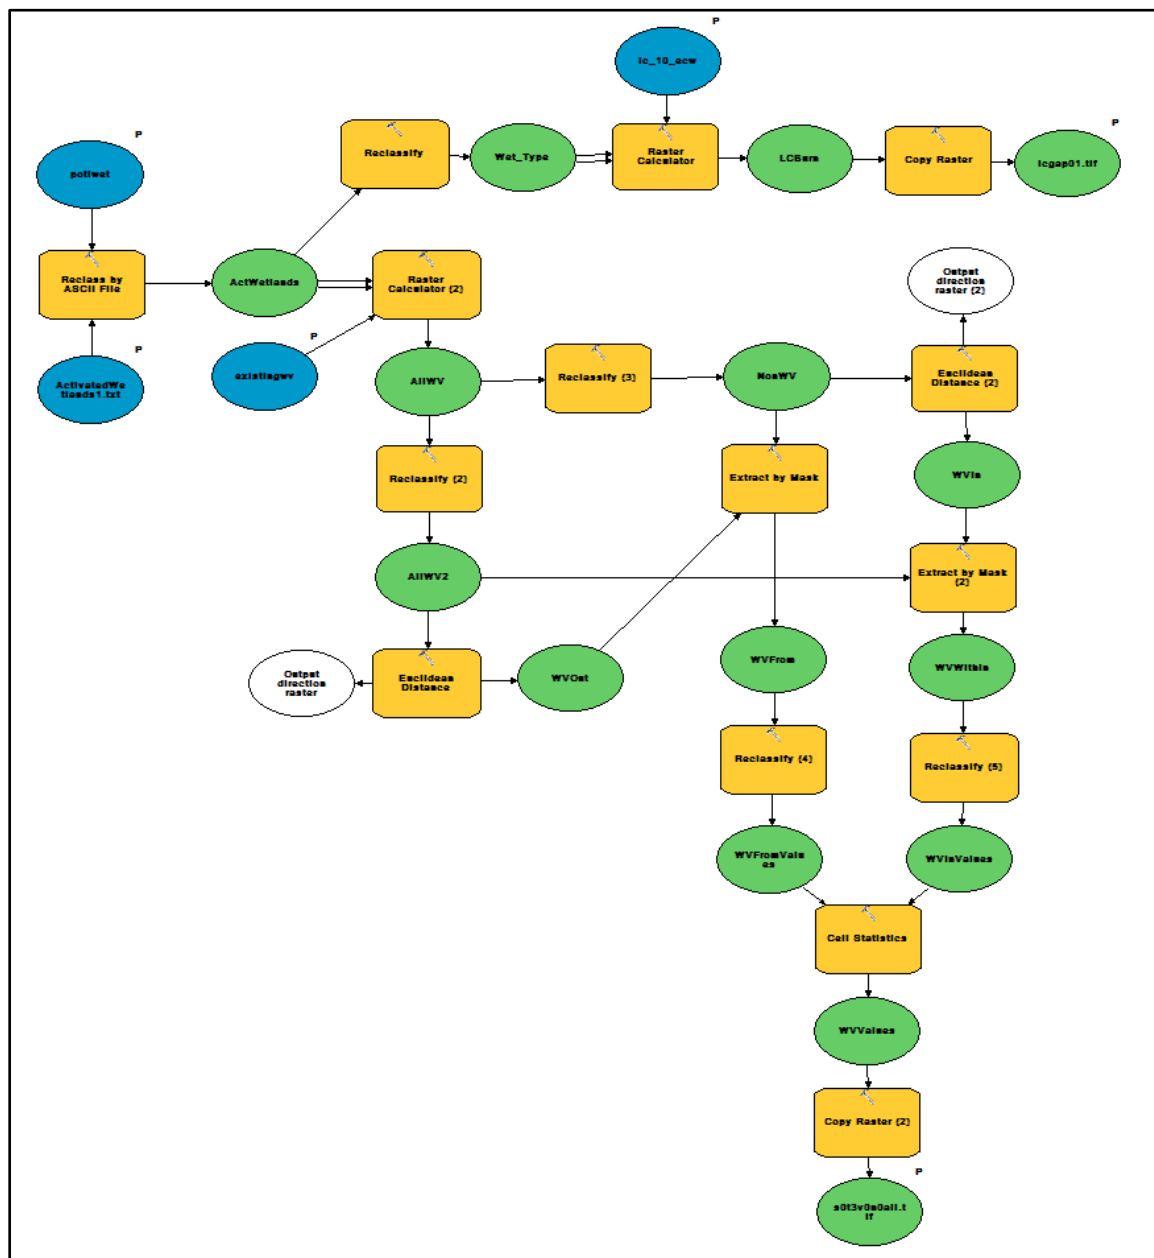 P
lc_10_ecw
P
potlwet
Reclassify
Wet_Type
Raster
Calculator
LCBurn
Copy Raster
P
lcgap01.tif
Reclass by
ASCII File
ActWetlands
Raster
Calculator (2)
Output
direction
raster (2)
P
ActivatedWe
tlands1.txt
P
existingwv
AllWV
Reclassify (3)
NonWV
Euclidean
Distance (2)
Reclassify (2)
Extract by Mask
WVIn
AllWV2
Extract by Mask
(2)
Output
direction
raster
Euclidean
Distance
WVOut
WVFrom
WVWithin
Reclassify (4)
Reclassify (5)
WVFromValu
es
WVInValues
Cell Statistics
WVValues
Copy Raster (2)
P
s0t3v0s0all.t
if